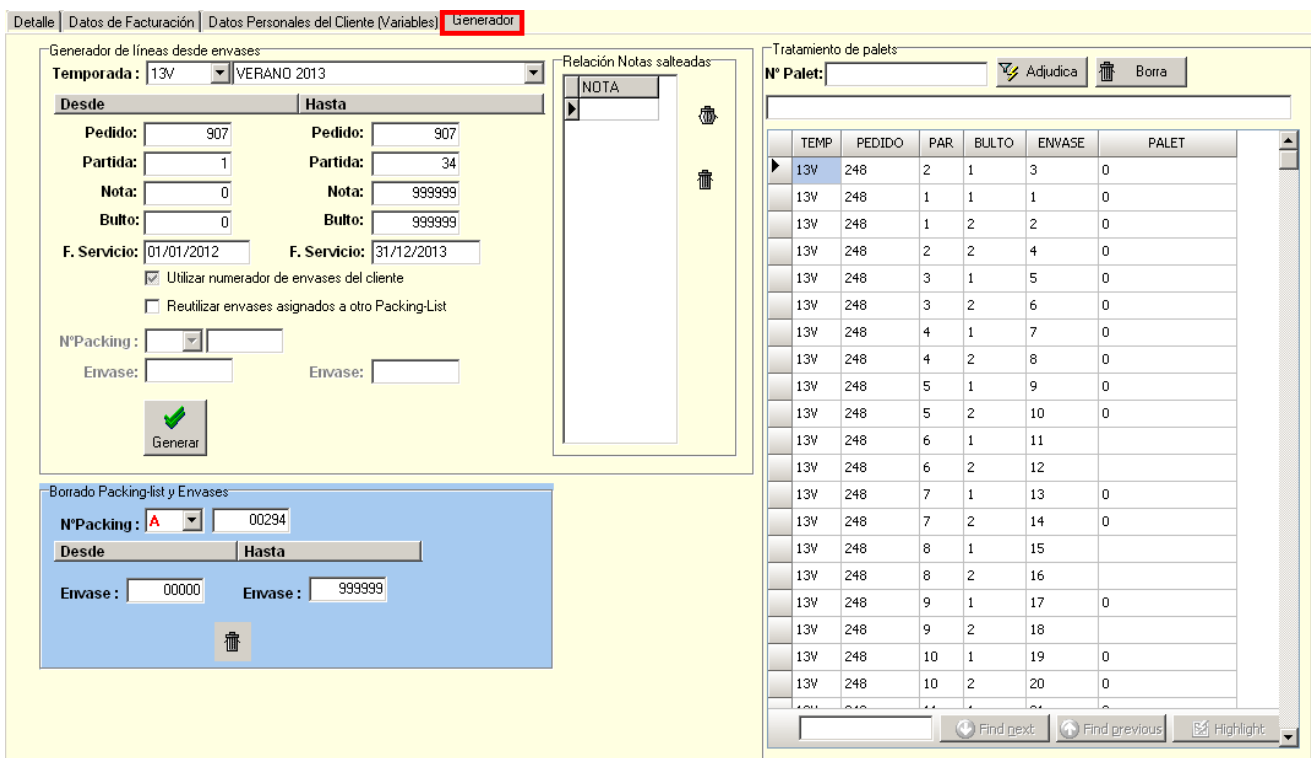 Detalle Datos de Facturación Datos Personales del Cliente (Variables) Generador
Generador de líneas desde envases
Temporada : 13V VERANO 2013
Desde Hasta
Pedido: 907 Pedido: 907
Partida: 1 Partida: 34
Nota: 0 Nota: 999999
Bulto: 0 Bulto: 999999
F. Servicio: 01/01/2012 F. Servicio: 31/12/2013
Utilizar numerador de envases del cliente
Reutilizar envases asignados a otro Packing-List
NºPacking :
Envase: Envase:
Generar
Relación Notas salteadas
NOTA
Borrado Packing-list y Envases
NºPacking : A 00294
Desde Hasta
Envase : 00000 Envase : 999999
Tratamiento de palets
Nº Palet: Adjudica Borra
TEMP PEDIDO PAR BULTO ENVASE PALET
13V 248 2 1 3 0
13V 248 1 1 1 0
13V 248 1 2 2 0
13V 248 2 2 4 0
13V 248 3 1 5 0
13V 248 3 2 6 0
13V 248 4 1 7 0
13V 248 4 2 8 0
13V 248 5 1 9 0
13V 248 5 2 10 0
13V 248 6 1 11
13V 248 6 2 12
13V 248 7 1 13 0
13V 248 7 2 14 0
13V 248 8 1 15
13V 248 8 2 16
13V 248 9 1 17 0
13V 248 9 2 18
13V 248 10 1 19 0
13V 248 10 2 20 0
Find next Find previous Highlight